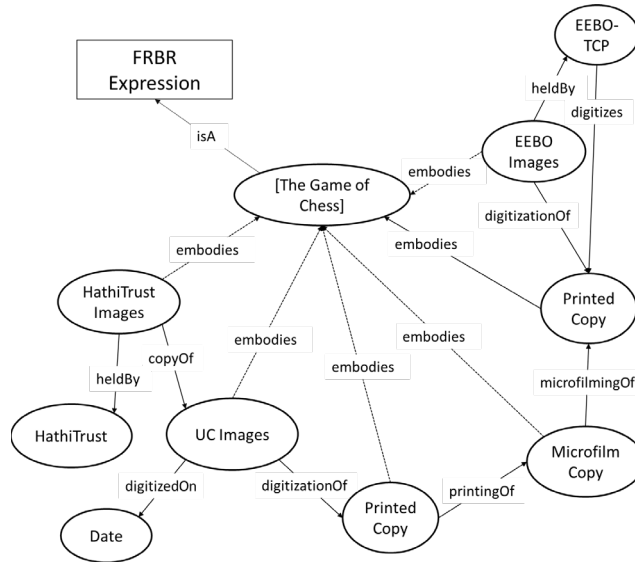 EEBO-
TCP
FRBR
Expression
heldBy
digitizes
isA
EEBO
Images
embodies
[The Game of
Chess]
digitizationOf
embodies
embodies
HathiTrust
Images
Printed
Copy
embodies
embodies
copyOf
embodies
heldBy
microfilmingOf
HathiTrust
UC Images
Microfilm
Copy
digitizedOn
digitizationOf
printingOf
Printed
Copy
Date